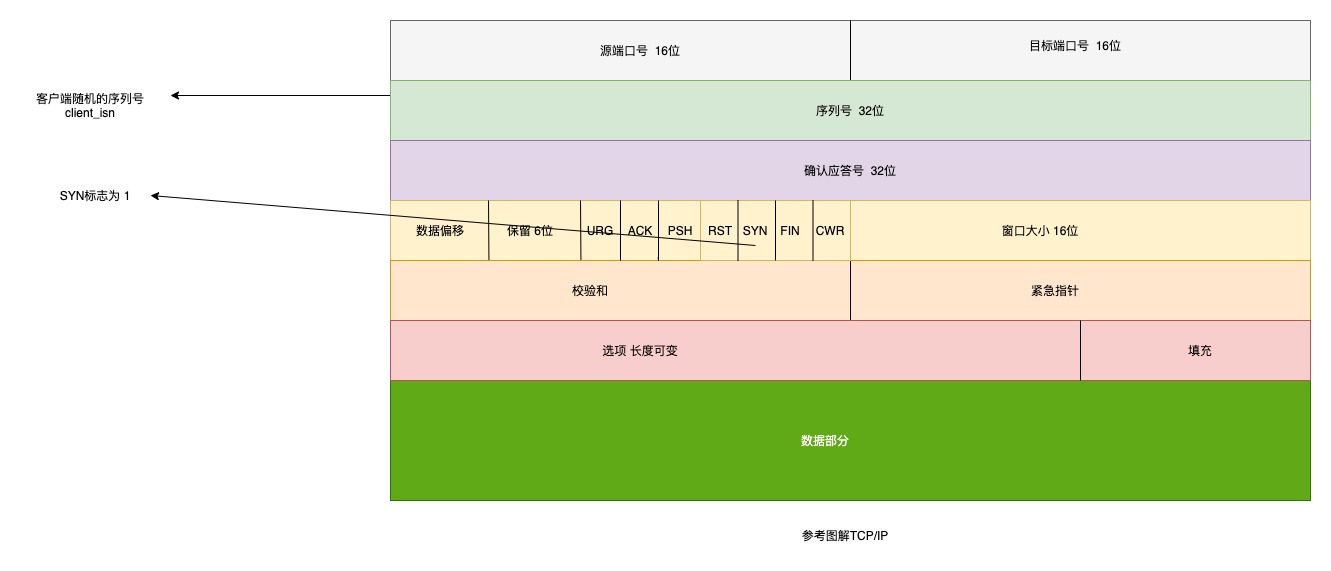 源端口号 16位
目标端口号 16位
客户端随机的序列号
client_isn
序列号 32位
确认应答号 32位
SYN标志为 1
数据偏移
保留 6位
URG
ACK
PSH
RST
SYN
FIN
CWR
窗口大小 16位
校验和
紧急指针
选项 长度可变
填充
数据部分
参考图解TCP/IP